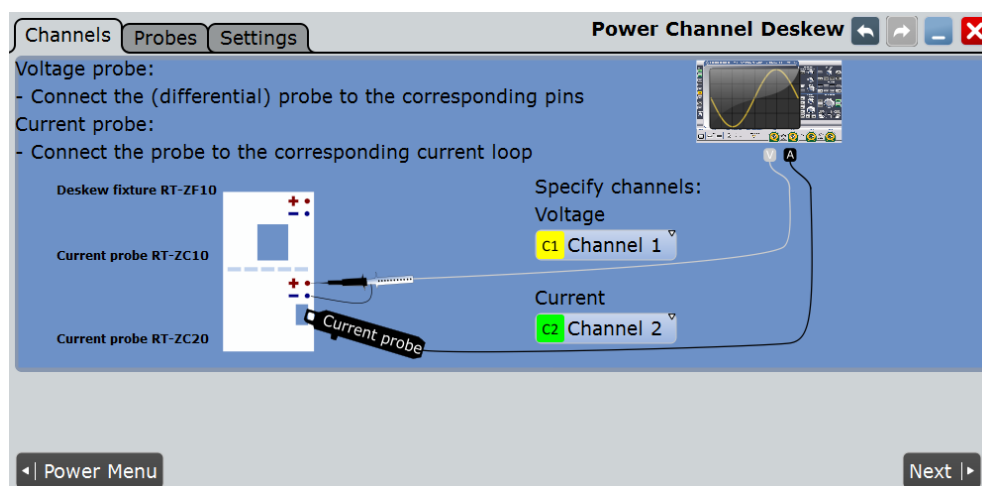 Channels Probes Settings Power Channel Deskew
Voltage probe:
- Connect the (differential) probe to the corresponding pins
Current probe:
- Connect the probe to the corresponding current loop
V A
Deskew fixture RT-ZF10
Specify channels:
Voltage
C1 Channel 1
Current probe RT-ZC10
Current
C2 Channel 2
Current probe
Current probe RT-ZC20
Power Menu
Next